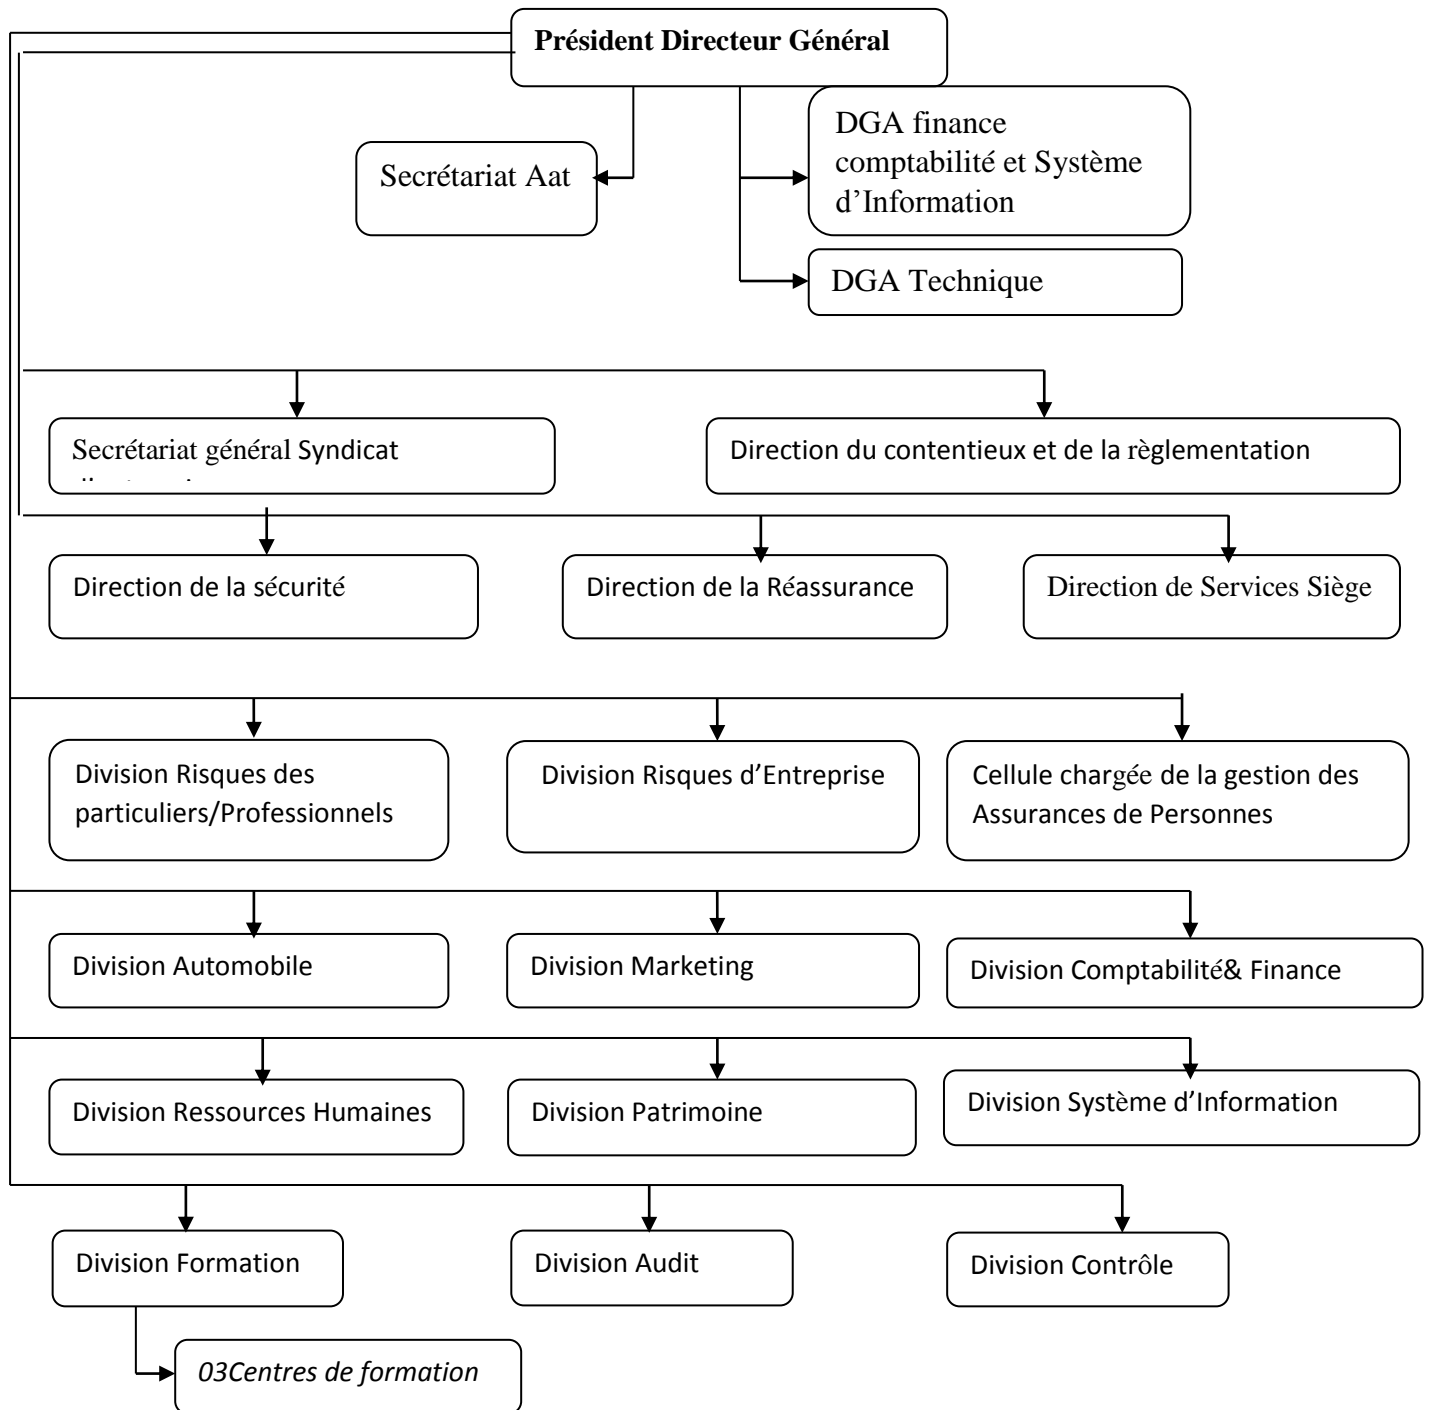 Président Directeur Général
DGA finance
comptabilité et Système
d’Information
Secrétariat Aat
DGA Technique
Secrétariat général Syndicat
Direction du contentieux et de la règlementation
Direction de la sécurité
Direction de la Réassurance
Direction de Services Siège
Division Risques des
particuliers/Professionnels
Division Risques d’Entreprise
Cellule chargée de la gestion des
Assurances de Personnes
Division Automobile
Division Marketing
Division Comptabilité& Finance
Division Ressources Humaines
Division Patrimoine
Division Système d’Information
Division Formation
Division Audit
Division Contrôle
03Centres de formation